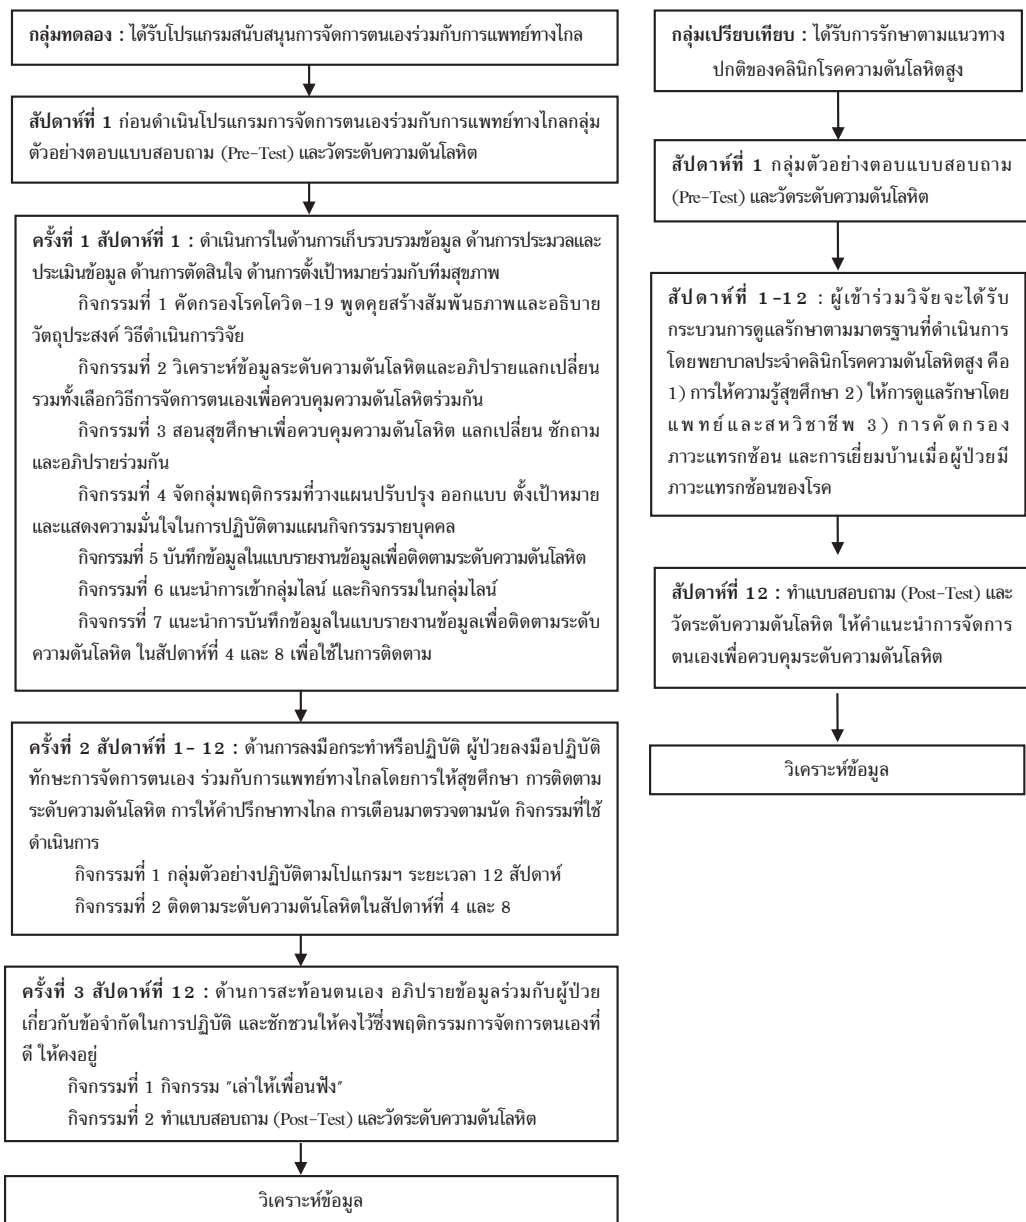 กลุ่มทดลอง : ได้รับโปรแกรมสนับสนุนการจัดการตนเองร่วมกับการแพทย์ทางไกล
สัปดาห์ที่ 1 ก่อนดำเนินโปรแกรมการจัดการตนเองร่วมกับการแพทย์ทางไกลกลุ่ม
ตัวอย่างตอบแบบสอบถาม (Pre-Test) และวัดระดับความดันโลหิต
ครั้งที่ 1 สัปดาห์ที่ 1 : ดำเนินการในด้านการเก็บรวบรวมข้อมูล ด้านการประมวลและ
ประเมินข้อมูล ด้านการตัดสินใจ ด้านการตั้งเป้าหมายร่วมกับทีมสุขภาพ
กิจกรรมที่ 1 คัดกรองโรคโควิด-19 พูดคุยสร้างสัมพันธภาพและอธิบาย
วัตถุประสงค์ วิธีดำเนินการวิจัย
กิจกรรมที่ 2 วิเคราะห์ข้อมูลระดับความดันโลหิตและอภิปรายแลกเปลี่ยน
รวมทั้งเลือกวิธีการจัดการตนเองเพื่อควบคุมความดันโลหิตร่วมกัน
กิจกรรมที่ 3 สอนสุขศึกษาเพื่อควบคุมความดันโลหิต แลกเปลี่ยน ซักถาม
และอภิปรายร่วมกัน
กิจกรรมที่ 4 จัดกลุ่มพฤติกรรมที่วางแผนปรับปรุง ออกแบบ ตั้งเป้าหมาย
และแสดงความมั่นใจในการปฏิบัติตามแผนกิจกรรมรายบุคคล
กิจกรรมที่ 5 บันทึกข้อมูลในแบบรายงานข้อมูลเพื่อติดตามระดับความดันโลหิต
กิจกรรมที่ 6 แนะนำการเข้ากลุ่มไลน์ และกิจกรรมในกลุ่มไลน์
กิจจกรรที่ 7 แนะนำการบันทึกข้อมูลในแบบรายงานข้อมูลเพื่อติดตามระดับ
ความดันโลหิต ในสัปดาห์ที่ 4 และ 8 เพื่อใช้ในการติดตาม
ครั้งที่ 2 สัปดาห์ที่ 1- 12 : ด้านการลงมือกระทำหรือปฏิบัติ ผู้ป่วยลงมือปฏิบัติ
ทักษะการจัดการตนเอง ร่วมกับการแพทย์ทางไกลโดยการให้สุขศึกษา การติดตาม
ระดับความดันโลหิต การให้คำปรึกษาทางไกล การเตือนมาตรวจตามนัด กิจกรรมที่ใช้
ดำเนินการ
กิจกรรมที่ 1 กลุ่มตัวอย่างปฏิบัติตามโปรแกรมฯ ระยะเวลา 12 สัปดาห์
กิจกรรมที่ 2 ติดตามระดับความดันโลหิตในสัปดาห์ที่ 4 และ 8
ครั้งที่ 3 สัปดาห์ที่ 12 : ด้านการสะท้อนตนเอง อภิปรายข้อมูลร่วมกับผู้ป่วย
เกี่ยวกับข้อจำกัดในการปฏิบัติ และชักชวนให้คงไว้ซึ่งพฤติกรรมการจัดการตนเองที่
ดี ให้คงอยู่
กิจกรรมที่ 1 กิจกรรม "เล่าให้เพื่อนฟัง"
กิจกรรมที่ 2 ทำแบบสอบถาม (Post-Test) และวัดระดับความดันโลหิต
วิเคราะห์ข้อมูล
กลุ่มเปรียบเทียบ : ได้รับการรักษาตามแนวทาง
ปกติของคลินิกโรคความดันโลหิตสูง
สัปดาห์ที่ 1 กลุ่มตัวอย่างตอบแบบสอบถาม
(Pre-Test) และวัดระดับความดันโลหิต
สัปดาห์ที่ 1-12 : ผู้เข้าร่วมวิจัยจะได้รับ
กระบวนการดูแลรักษาตามมาตรฐานที่ดำเนินการ
โดยพยาบาลประจำคลินิกโรคความดันโลหิตสูง คือ
1) การให้ความรู้สุขศึกษา 2) ให้การดูแลรักษาโดย
แพทย์และสหวิชาชีพ 3) การคัดกรอง
ภาวะแทรกซ้อน และการเยี่ยมบ้านเมื่อผู้ป่วยมี
ภาวะแทรกซ้อนของโรค
สัปดาห์ที่ 12 : ทำแบบสอบถาม (Post-Test) และ
วัดระดับความดันโลหิต ให้คำแนะนำการจัดการ
ตนเองเพื่อควบคุมระดับความดันโลหิต
วิเคราะห์ข้อมูล